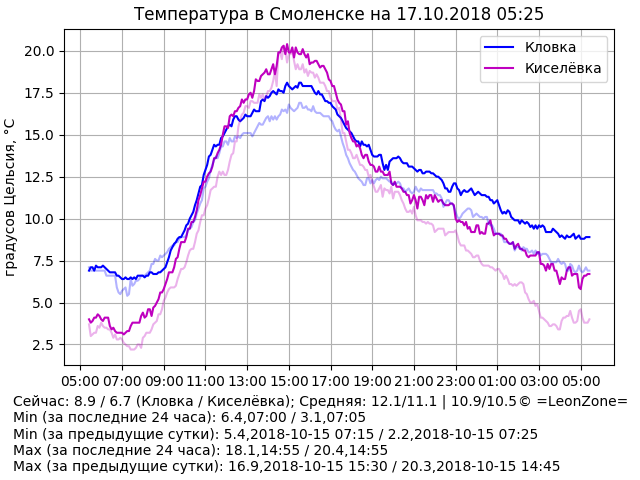 Температура в Смоленске на 17.10.2018 05:25
Кловка
Киселёвка
градусов Цельсия, °C
20.0
17.5
15.0
12.5
10.0
7.5
5.0
2.5
05:00 07:00 09:00 11:00 13:00 15:00 17:00 19:00 21:00 23:00 01:00 03:00 05:00
Сейчас: 8.9 / 6.7 (Кловка / Киселёвка); Средняя: 12.1/11.1 | 10.9/10.5© =LeonZone=
Min (за последние 24 часа): 6.4,07:00 / 3.1,07:05
Min (за предыдущие сутки): 5.4,2018-10-15 07:15 / 2.2,2018-10-15 07:25
Max (за последние 24 часа): 18.1,14:55 / 20.4,14:55
Max (за предыдущие сутки): 16.9,2018-10-15 15:30 / 20.3,2018-10-15 14:45